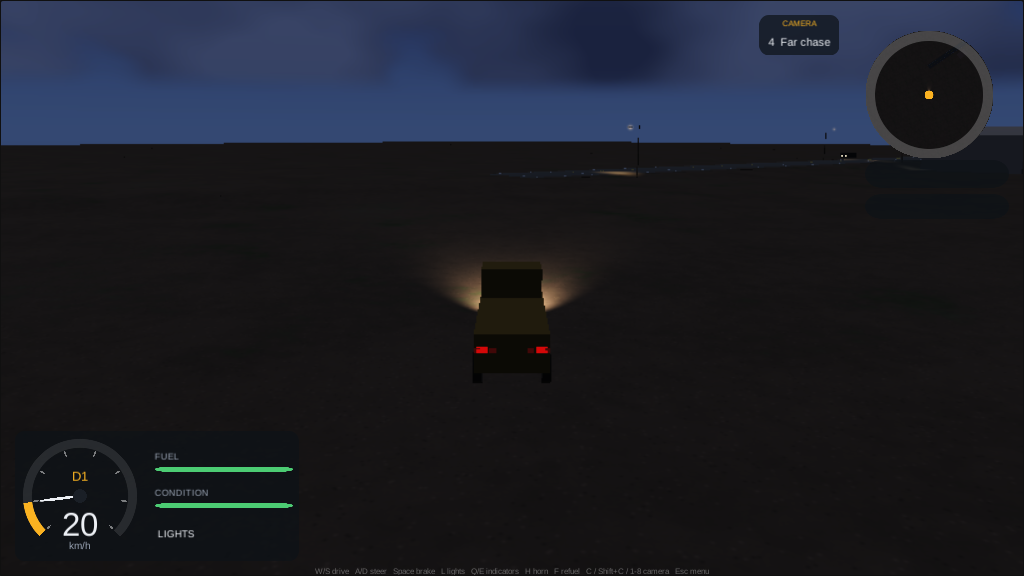 CAMERA
4 Far chase
FUEL
D1
CONDITION
20
km/h
LIGHTS
W/S drive A/D steer Space brake L lights Q/E indicators H horn F refuel C / Shift+C / 1-8 camera Esc menu